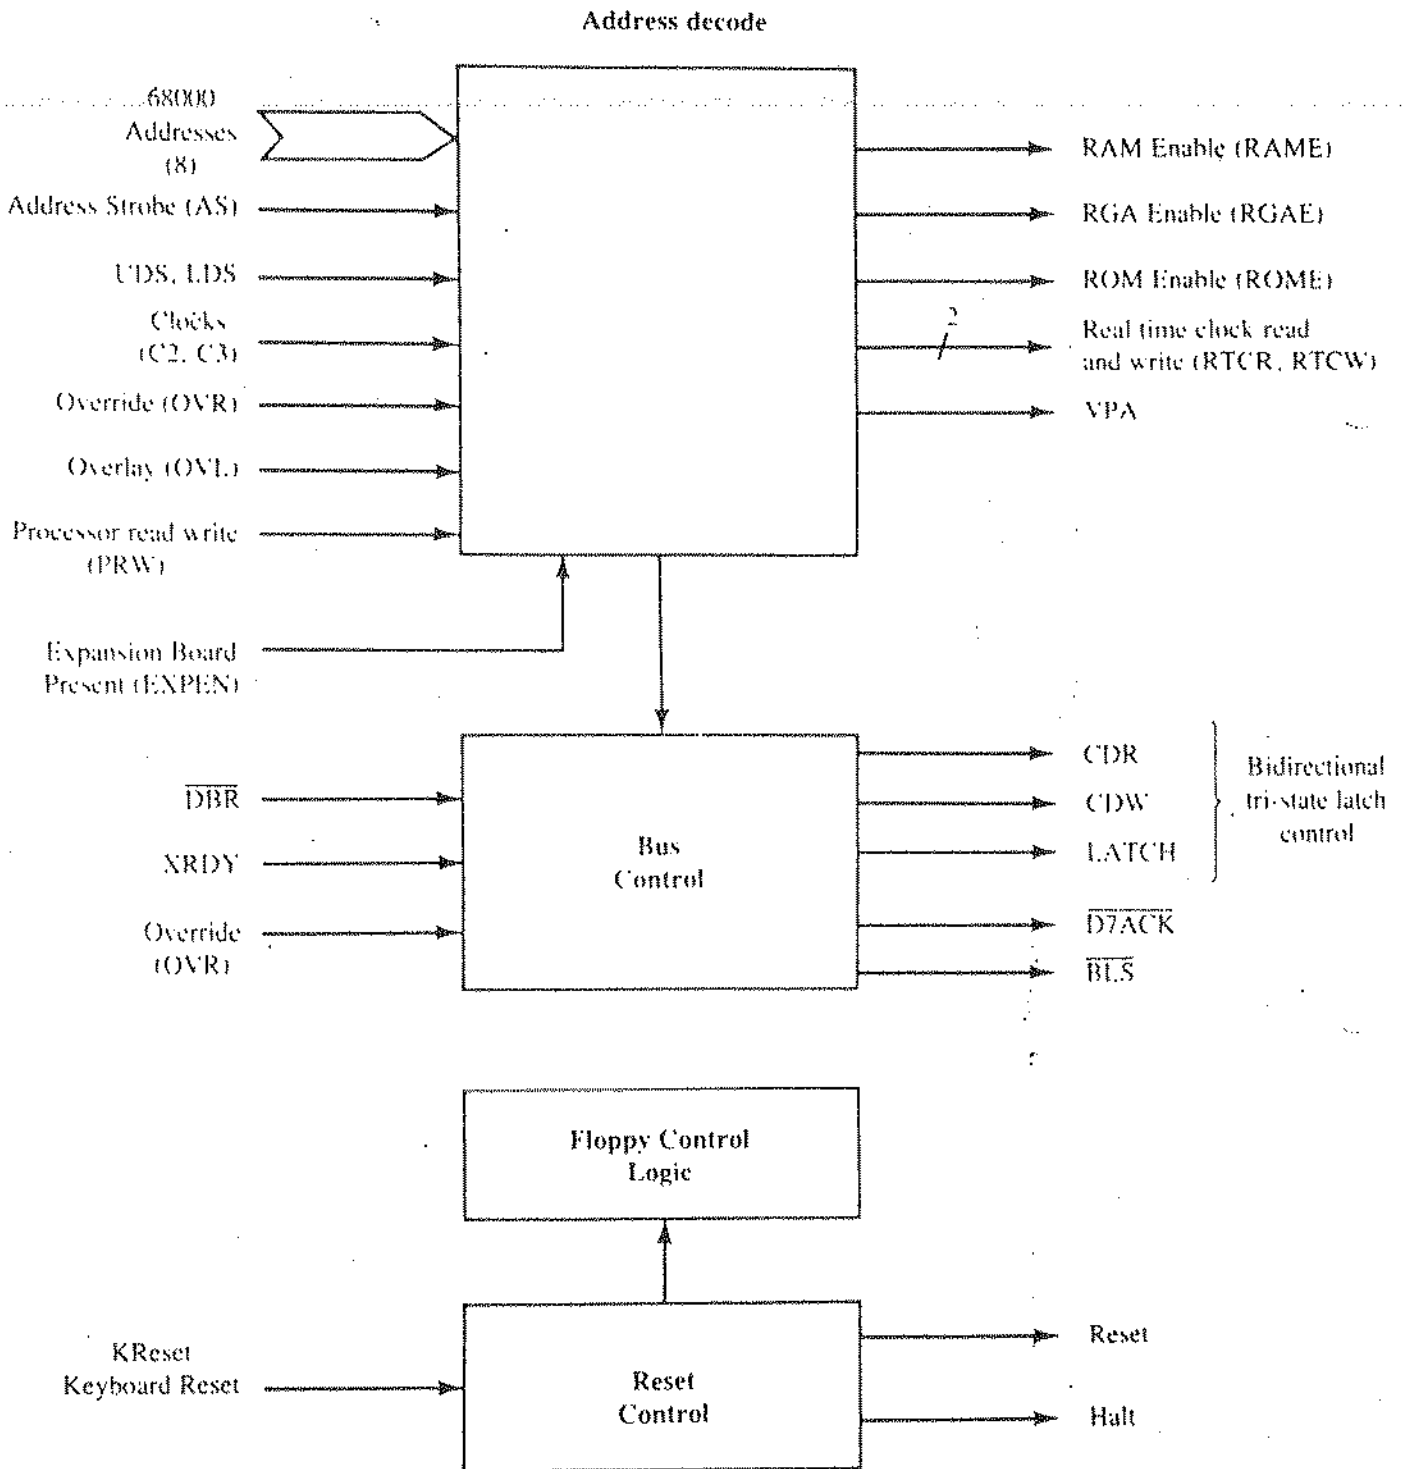 Address decode
68000
Addresses
(8)
Address Strobe (AS)
UDS, LDS
Clocks
(C2, C3)
Override (OVR)
Overlay (OVL)
Processor read write
(PRW)
Expansion Board
Present (EXPEN)
RAM Enable (RAME)
RGA Enable (RGAE)
ROM Enable (ROME)
2
Real time clock read
and write (RTCR, RTCW)
VPA
DBR
XRDY
Override
(OVR)
Bus
Control
CDR
CDW
LATCH
Bidirectional
tri-state latch
control
D7ACK
BLS
Floppy Control
Logic
KReset
Keyboard Reset
Reset
Control
Reset
Halt